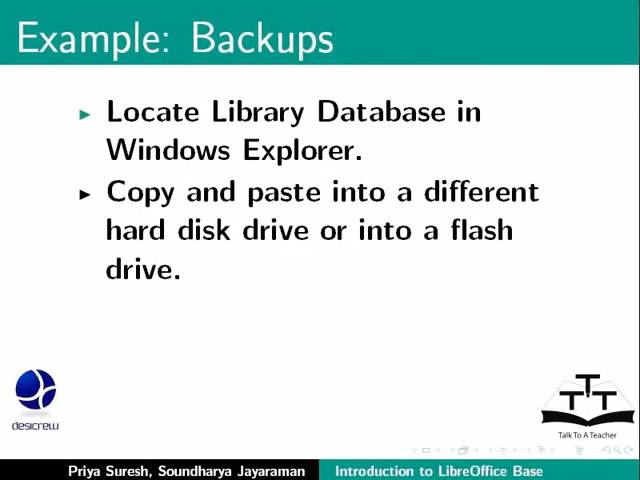 Example: Backups
Locate Library Database in
Windows Explorer.
Copy and paste into a different
hard disk drive or into a flash
drive.
desicrew
T T T
Talk To A Teacher
Priya Suresh, Soundharya Jayaraman Introduction to LibreOffice Base